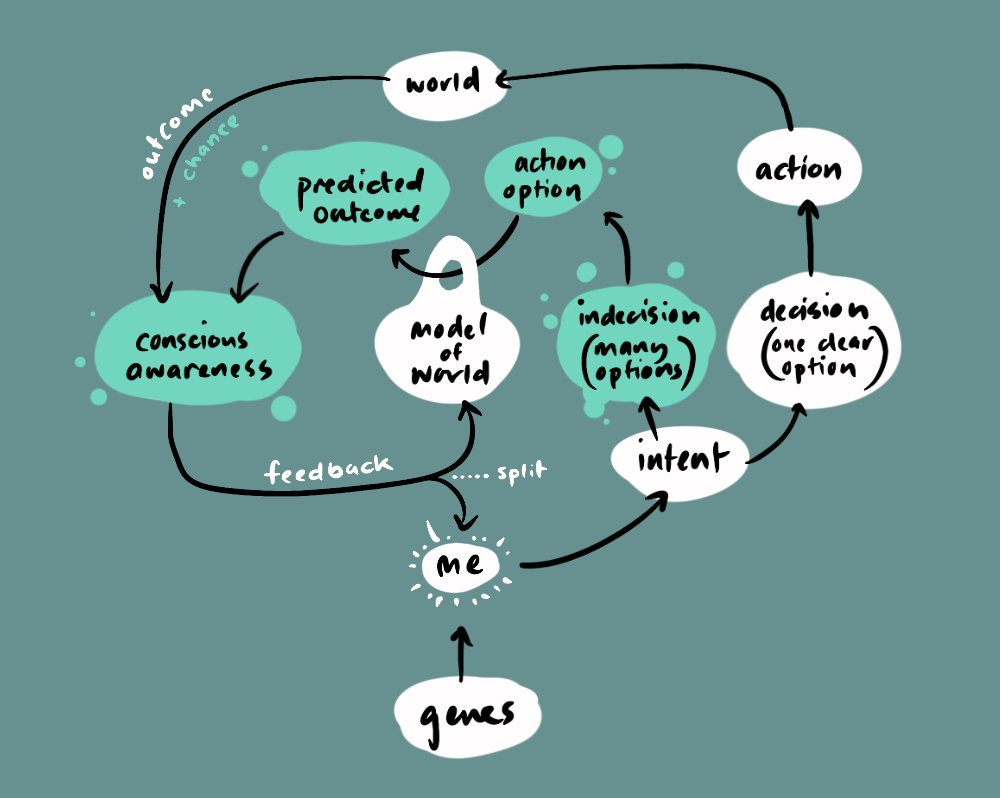 world
outcome
+ chance
predicted
outcome
action
option
action
conscious
awareness
model
of
world
indecision
(many
options)
decision
(one clear
option)
feedback
..... split
intent
me
genes